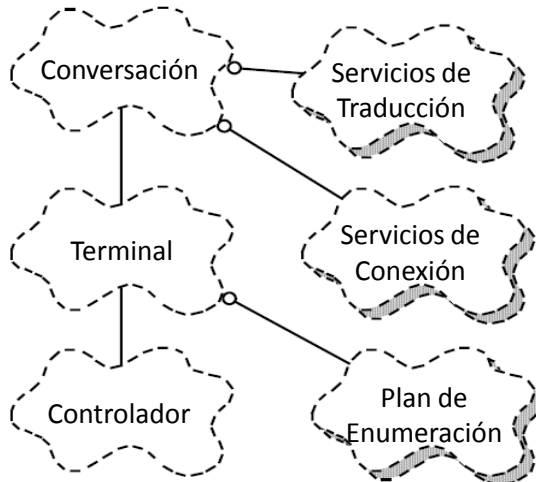 Conversación
Servicios de
Traducción
Terminal
Servicios de
Conexión
Controlador
Plan de
Enumeración